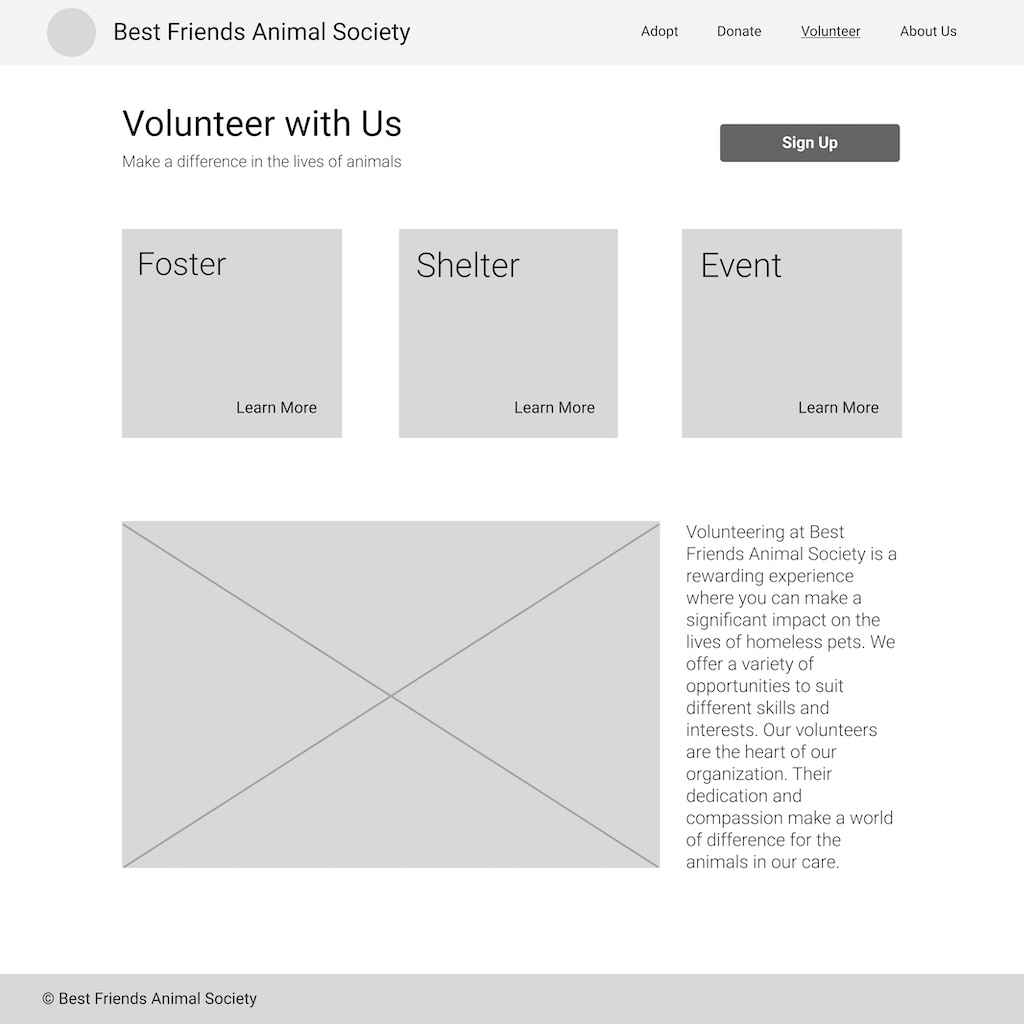 Best Friends Animal Society
Adopt
Donate
Volunteer
About Us
Volunteer with Us
Make a difference in the lives of animals
Sign Up
Foster
Learn More
Shelter
Learn More
Event
Learn More
Volunteering at Best
Friends Animal Society is a
rewarding experience
where you can make a
significant impact on the
lives of homeless pets. We
offer a variety of
opportunities to suit
different skills and
interests. Our volunteers
are the heart of our
organization. Their
dedication and
compassion make a world
of difference for the
animals in our care.
© Best Friends Animal Society